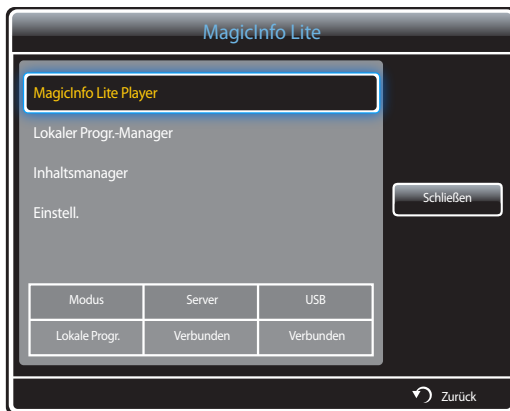 MagicInfo Lite
MagicInfo Lite Player
Lokaler Progr.-Manager
Inhaltsmanager
Einstell.
Schließen
Modus Server USB
Lokale Progr. Verbunden Verbunden
Zurück